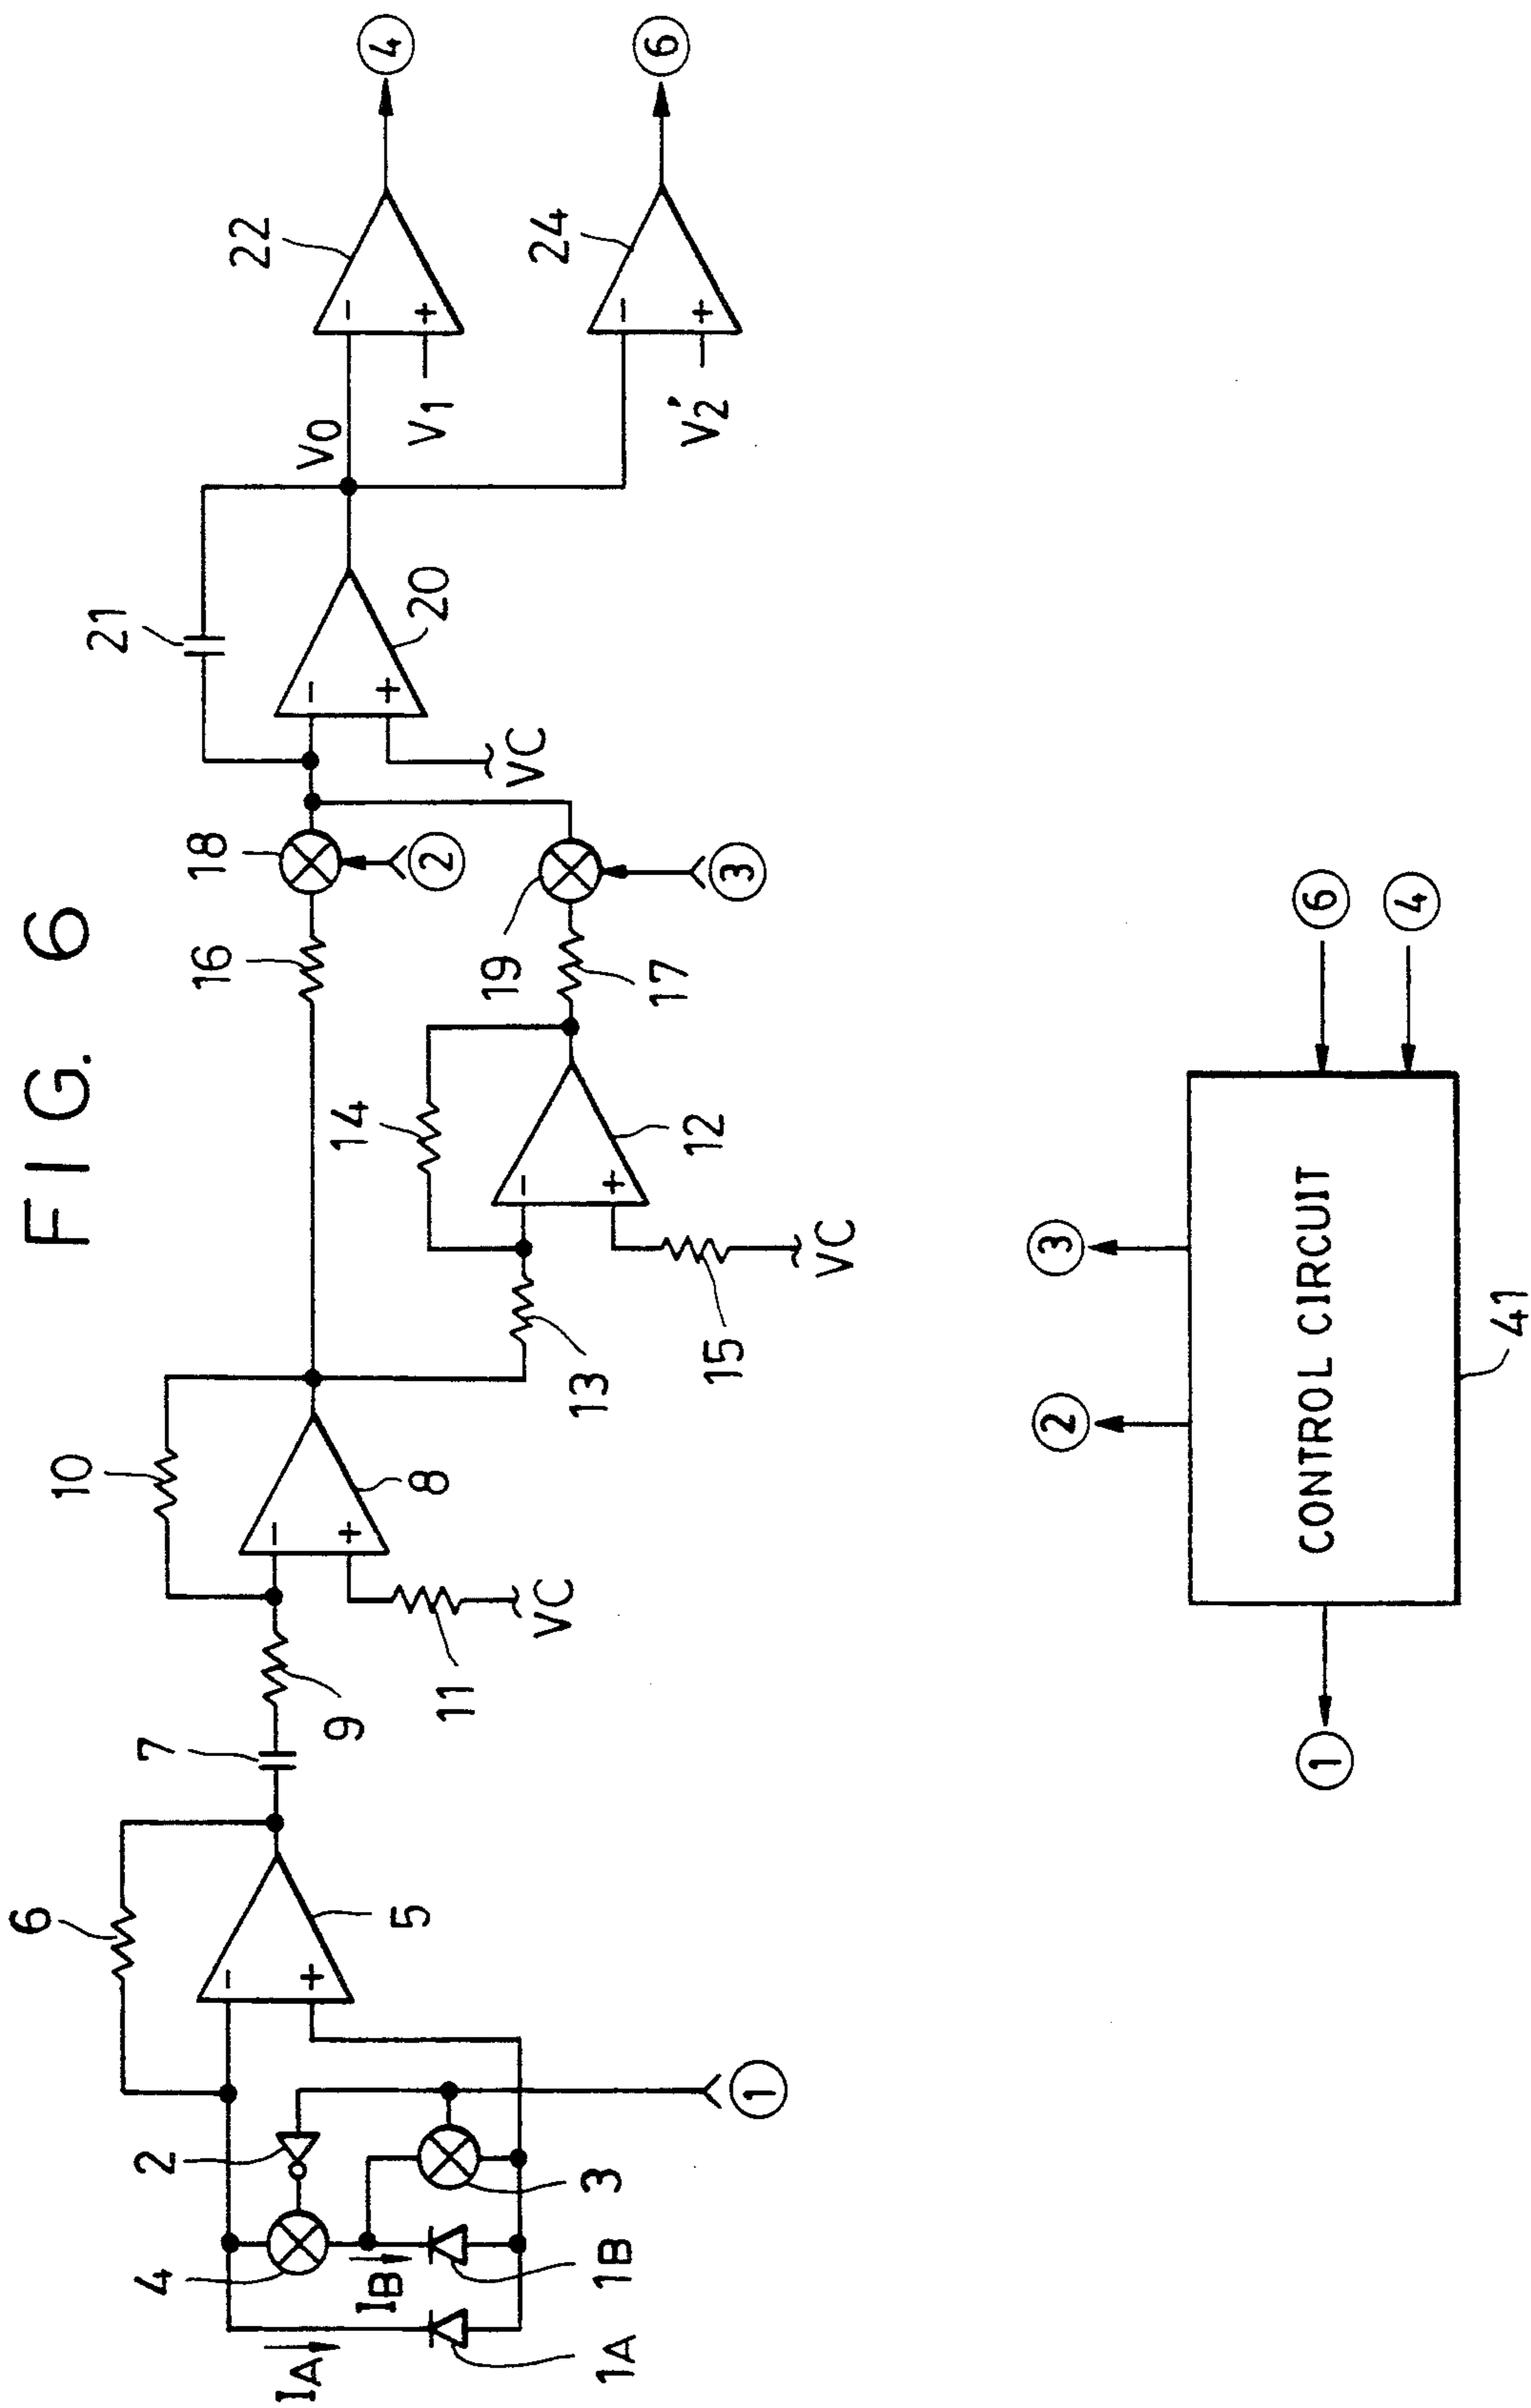 FIG. 6
6
10
21
22
④
4
2
7
16
18
V0
IA
IB
5
9
8
14
20
V1
24
⑥
1A
1B
3
11
VC
13
12
19
②
VC
V2'
①
15
VC
17
③
②
③
①
CONTROL CIRCUIT
⑥
④
41